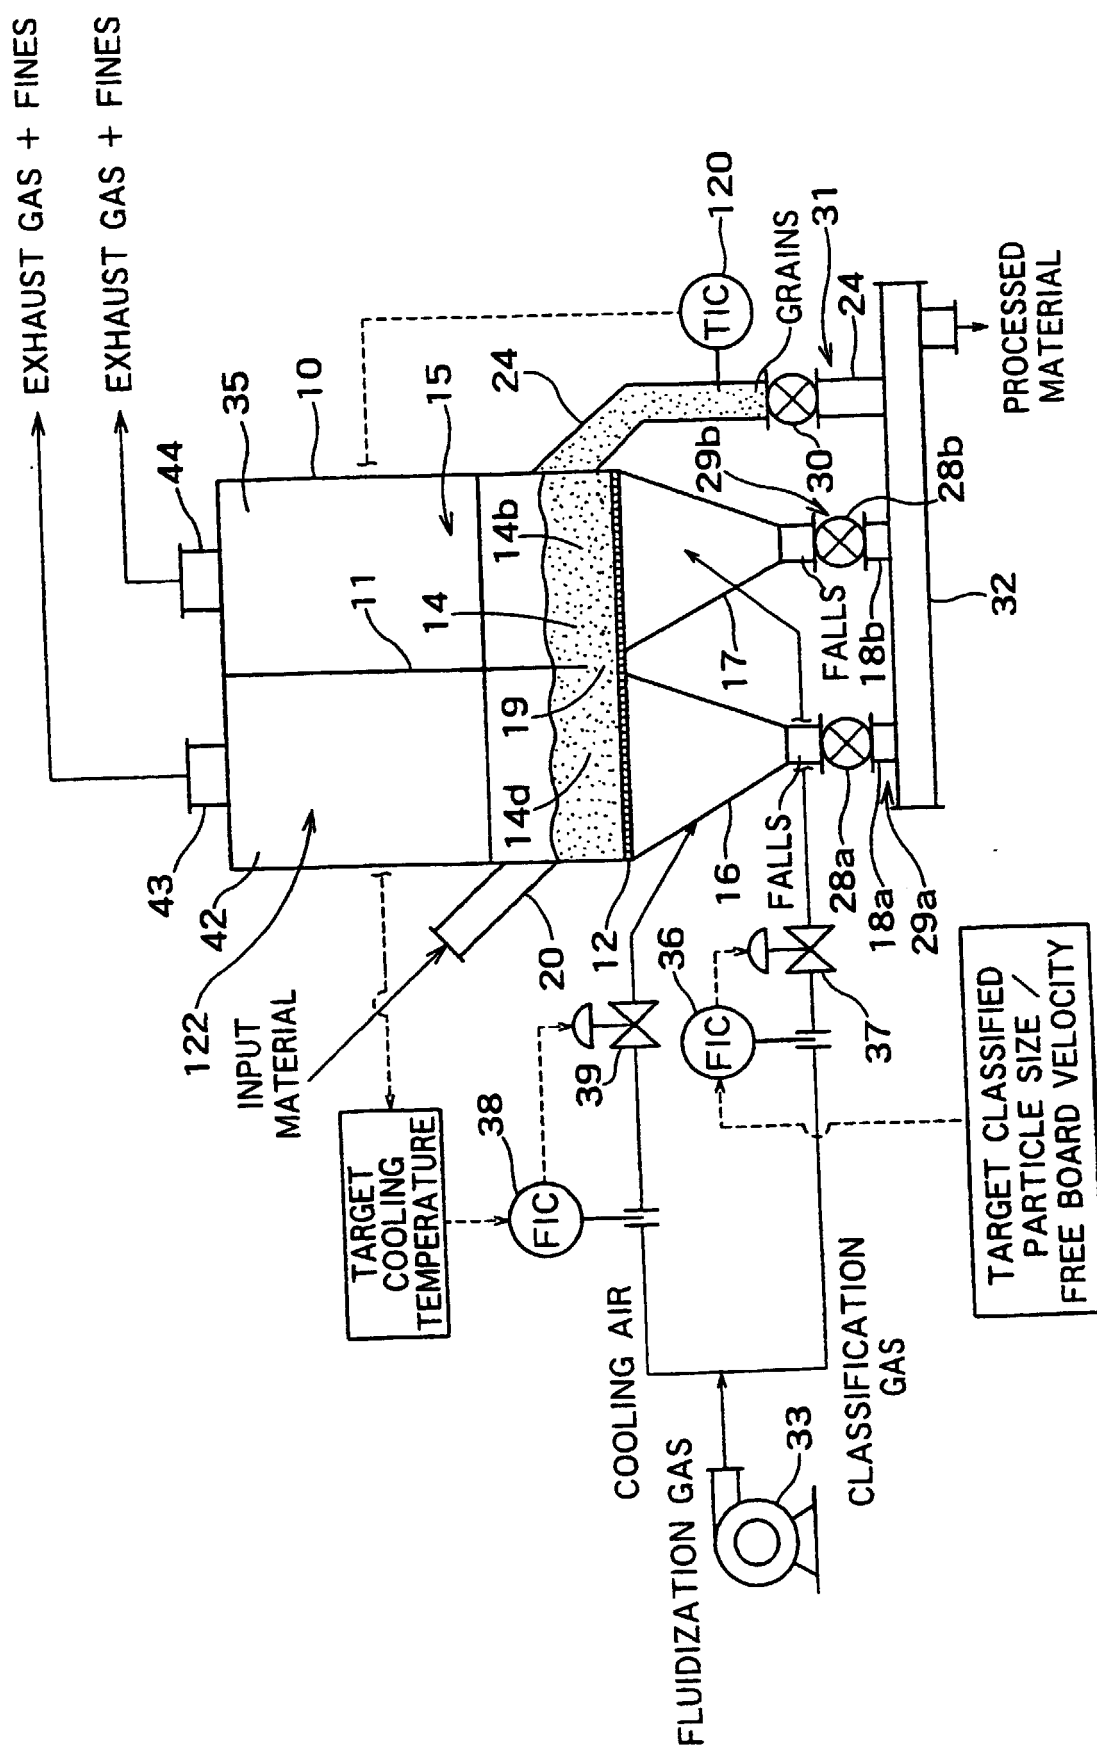 EXHAUST GAS + FINES
EXHAUST GAS + FINES
43
44
42
35
122
11
10
15
INPUT
MATERIAL
20
14d
19
14
14b
24
12
TARGET
COOLING
TEMPERATURE
38
FIC
39
COOLING AIR
16
17
TIC
120
GRAINS
FALLS
FALLS
29b
30
31
36
FIC
37
28a
18a
29a
18b
28b
24
32
PROCESSED
MATERIAL
FLUIDIZATION GAS
33
CLASSIFICATION
GAS
TARGET CLASSIFIED
PARTICLE SIZE /
FREE BOARD VELOCITY